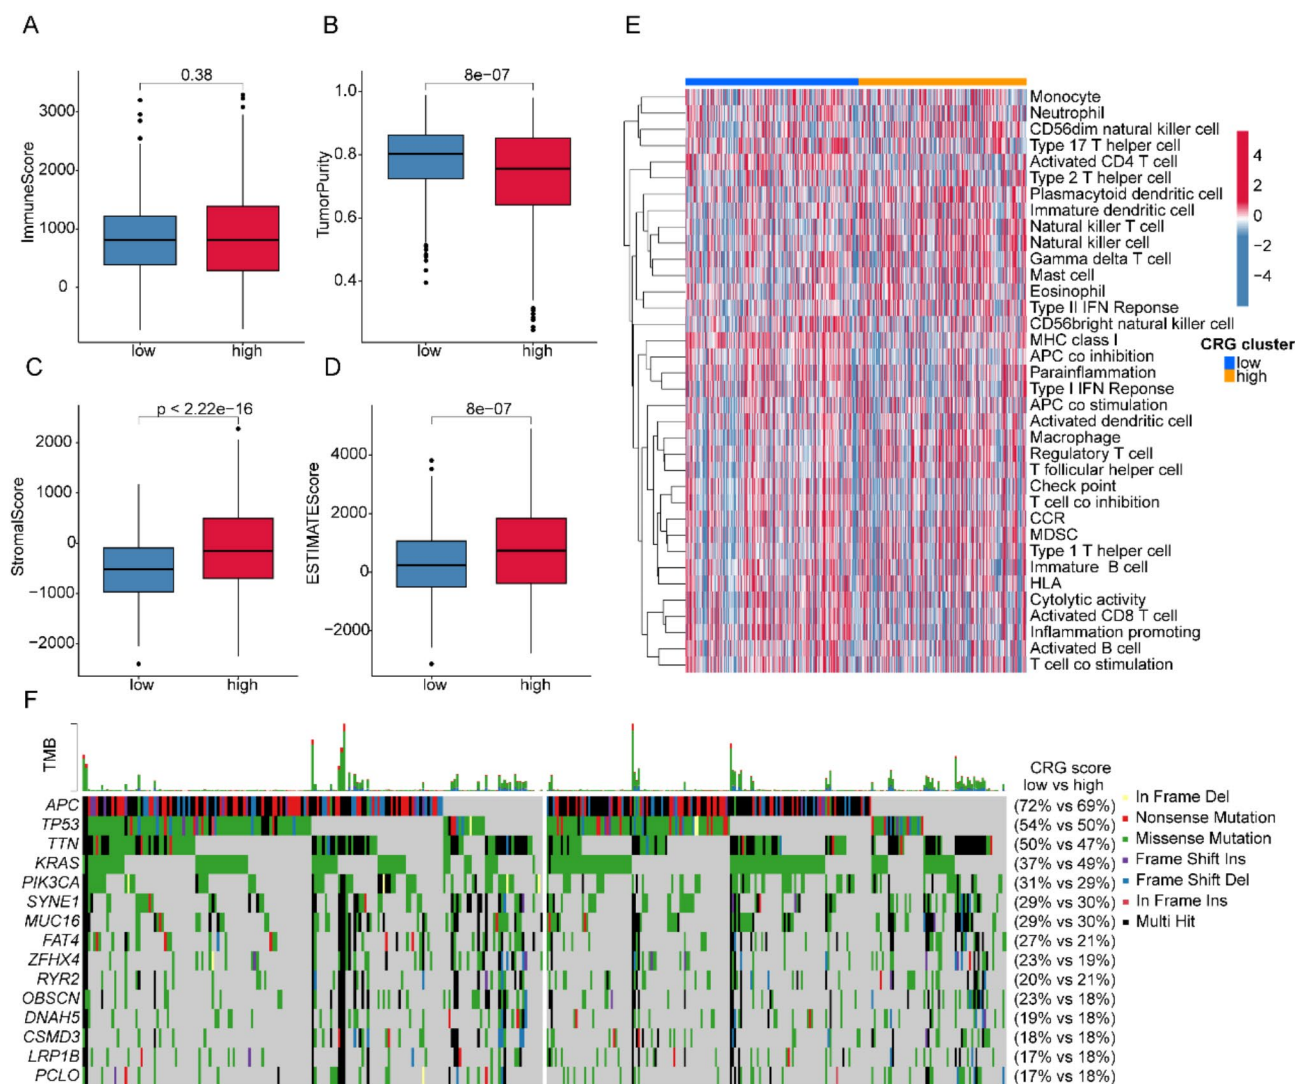 A
0.38
ImmuneScore
3000
2000
1000
0
low
high
B
8e−07
TumorPurity
1.0
0.8
0.6
0.4
low
high
C
p < 2.22e−16
StromalScore
2000
1000
0
−1000
−2000
low
high
D
8e−07
ESTIMATEScore
4000
2000
0
−2000
low
high
E
Monocyte
Neutrophil
CD56dim natural killer cell
Type 17 T helper cell
Activated CD4 T cell
Type 2 T helper cell
Plasmacytoid dendritic cell
Immature dendritic cell
Natural killer T cell
Natural killer cell
Gamma delta T cell
Mast cell
Eosinophil
Type II IFN Reponse
CD56bright natural killer cell
MHC class I
APC co inhibition
Parainflammation
Type I IFN Reponse
APC co stimulation
Activated dendritic cell
Macrophage
Regulatory T cell
T follicular helper cell
Check point
T cell co inhibition
CCR
MDSC
Type 1 T helper cell
Immature B cell
HLA
Cytolytic activity
Activated CD8 T cell
Inflammation promoting
Activated B cell
T cell co stimulation
4
2
0
−2
−4
CRG cluster
low
high
F
TMB
CRG score
low vs high
APC (72% vs 69%)
TP53 (54% vs 50%)
TTN (50% vs 47%)
KRAS (37% vs 49%)
PIK3CA (31% vs 29%)
SYNE1 (29% vs 30%)
MUC16 (29% vs 30%)
FAT4 (27% vs 21%)
ZFHX4 (23% vs 19%)
RYR2 (20% vs 21%)
OBSCN (23% vs 18%)
DNAH5 (19% vs 18%)
CSMD3 (18% vs 18%)
LRP1B (17% vs 18%)
PCLO (17% vs 18%)
In Frame Del
Nonsense Mutation
Missense Mutation
Frame Shift Ins
Frame Shift Del
In Frame Ins
Multi Hit